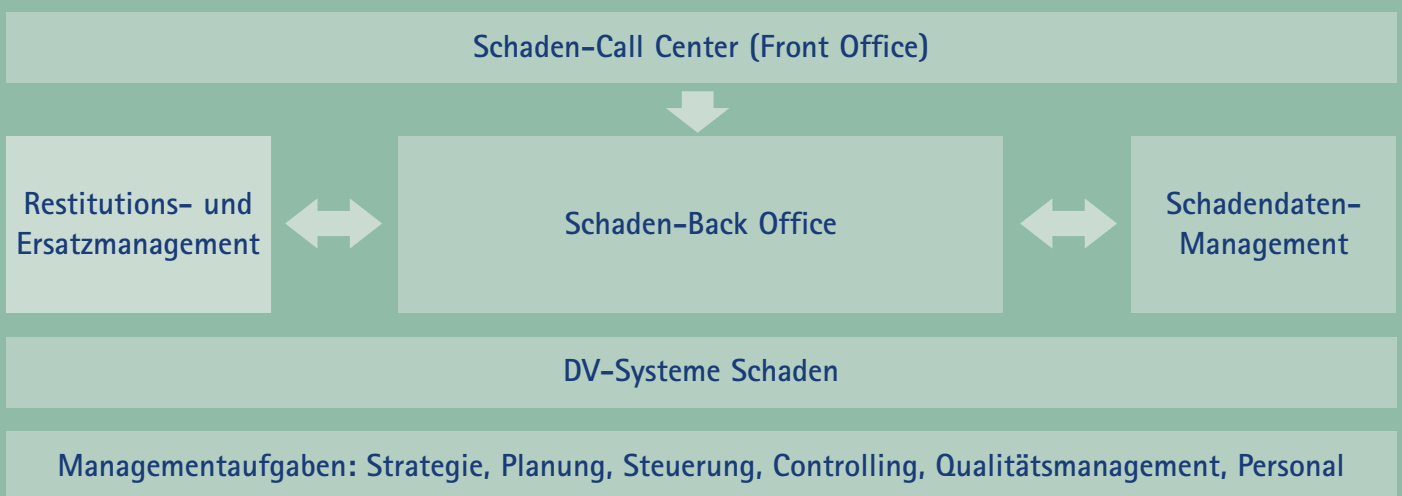 Schaden-Call Center (Front Office)
Restitutions- und
Ersatzmanagement
Schaden-Back Office
Schadendaten-
Management
DV-Systeme Schaden
Managementaufgaben: Strategie, Planung, Steuerung, Controlling, Qualitätsmanagement, Personal